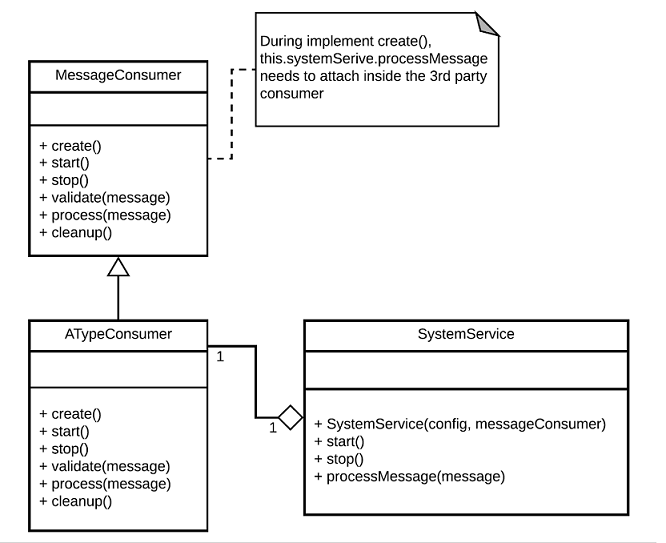 During implement create(),
this.systemSerive.processMessage
needs to attach inside the 3rd party
consumer
MessageConsumer
+ create()
+ start()
+ stop()
+ validate(message)
+ process(message)
+ cleanup()
ATypeConsumer
+ create()
+ start()
+ stop()
+ validate(message)
+ process(message)
+ cleanup()
1
1
SystemService
+ SystemService(config, messageConsumer)
+ start()
+ stop()
+ processMessage(message)